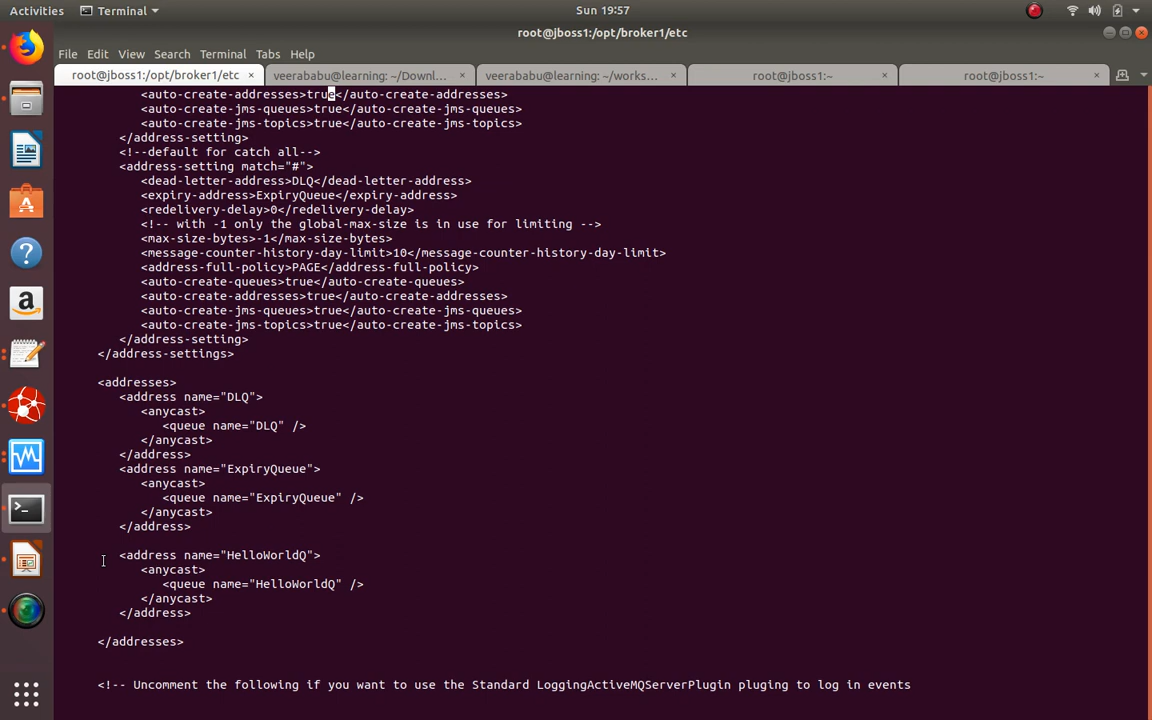 Activities Terminal Sun 19:57
root@jboss1:/opt/broker1/etc
File Edit View Search Terminal Tabs Help
root@jboss1:/opt/broker1/etc × veerababu@learning: ~/Downl... × veerababu@learning: ~/works... × root@jboss1:~ × root@jboss1:~ ×
<auto-create-addresses>true</auto-create-addresses>
<auto-create-jms-queues>true</auto-create-jms-queues>
<auto-create-jms-topics>true</auto-create-jms-topics>
</address-setting>
<!--default for catch all-->
<address-setting match="#">
<dead-letter-address>DLQ</dead-letter-address>
<expiry-address>ExpiryQueue</expiry-address>
<redelivery-delay>0</redelivery-delay>
<!-- with -1 only the global-max-size is in use for limiting -->
<max-size-bytes>-1</max-size-bytes>
<message-counter-history-day-limit>10</message-counter-history-day-limit>
<address-full-policy>PAGE</address-full-policy>
<auto-create-queues>true</auto-create-queues>
<auto-create-addresses>true</auto-create-addresses>
<auto-create-jms-queues>true</auto-create-jms-queues>
<auto-create-jms-topics>true</auto-create-jms-topics>
</address-setting>
</address-settings>
<addresses>
<address name="DLQ">
<anycast>
<queue name="DLQ" />
</anycast>
</address>
<address name="ExpiryQueue">
<anycast>
<queue name="ExpiryQueue" />
</anycast>
</address>
<address name="HelloWorldQ">
<anycast>
<queue name="HelloWorldQ" />
</anycast>
</address>
</addresses>
<!-- Uncomment the following if you want to use the Standard LoggingActiveMQServerPlugin pluging to log in events